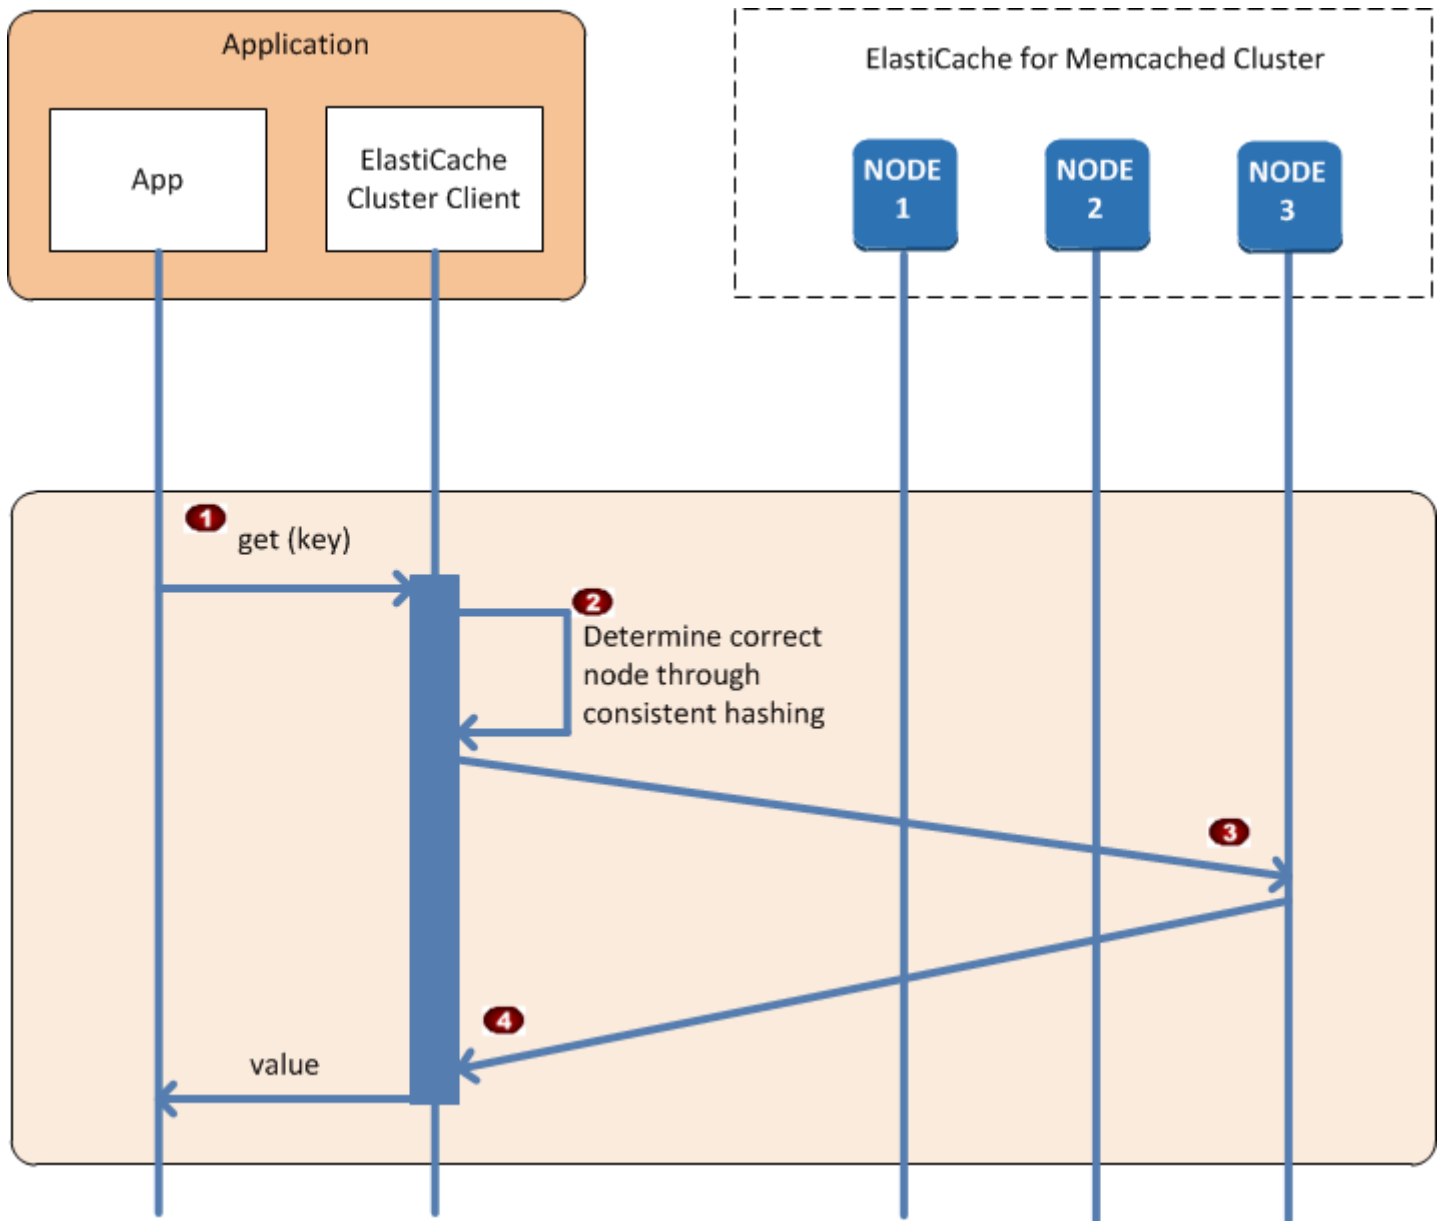 Application
ElastiCache for Memcached Cluster
App
ElastiCache
Cluster Client
NODE
1
NODE
2
NODE
3
1
get (key)
2
Determine correct
node through
consistent hashing
3
4
value